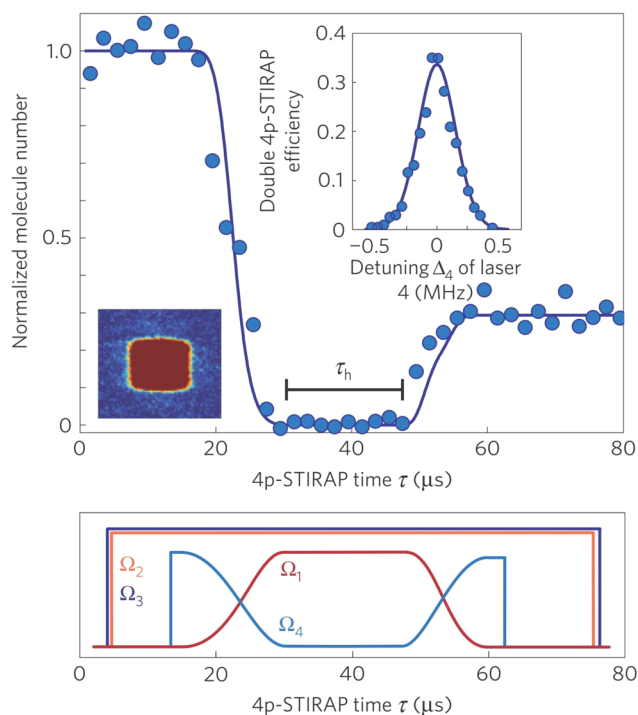 Normalized molecule number
1.0
0.5
0
0
20
40
60
80
4p-STIRAP time τ (μs)
τh
Double 4p-STIRAP
efficiency
0.4
0.3
0.2
0.1
0
−0.5
0
0.5
Detuning Δ4 of laser
4 (MHz)
Ω2
Ω3
Ω1
Ω4
0
20
40
60
80
4p-STIRAP time τ (μs)